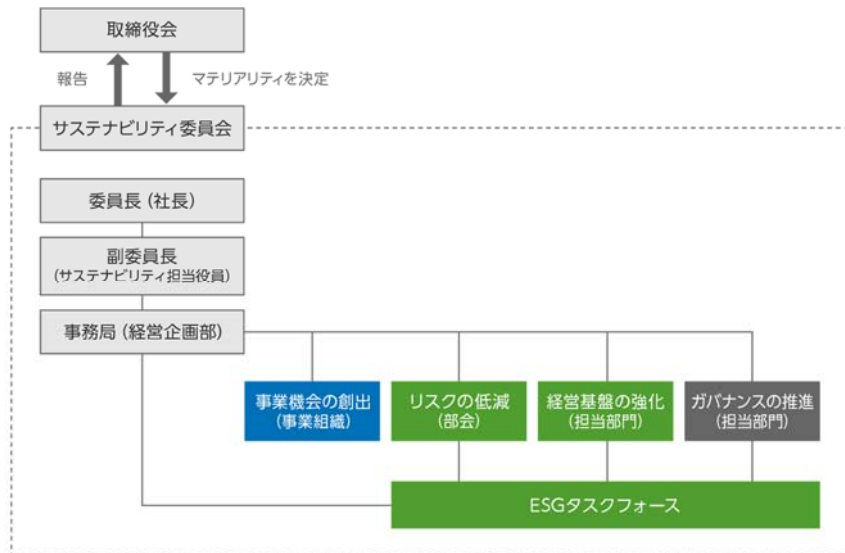 取締役会
報告
マテリアリティを決定
サステナビリティ委員会
委員長（社長）
副委員長
（サステナビリティ担当役員）
事務局（経営企画部）
事業機会の創出
（事業組織）
リスクの低減
（部会）
経営基盤の強化
（担当部門）
ガバナンスの推進
（担当部門）
ESGタスクフォース